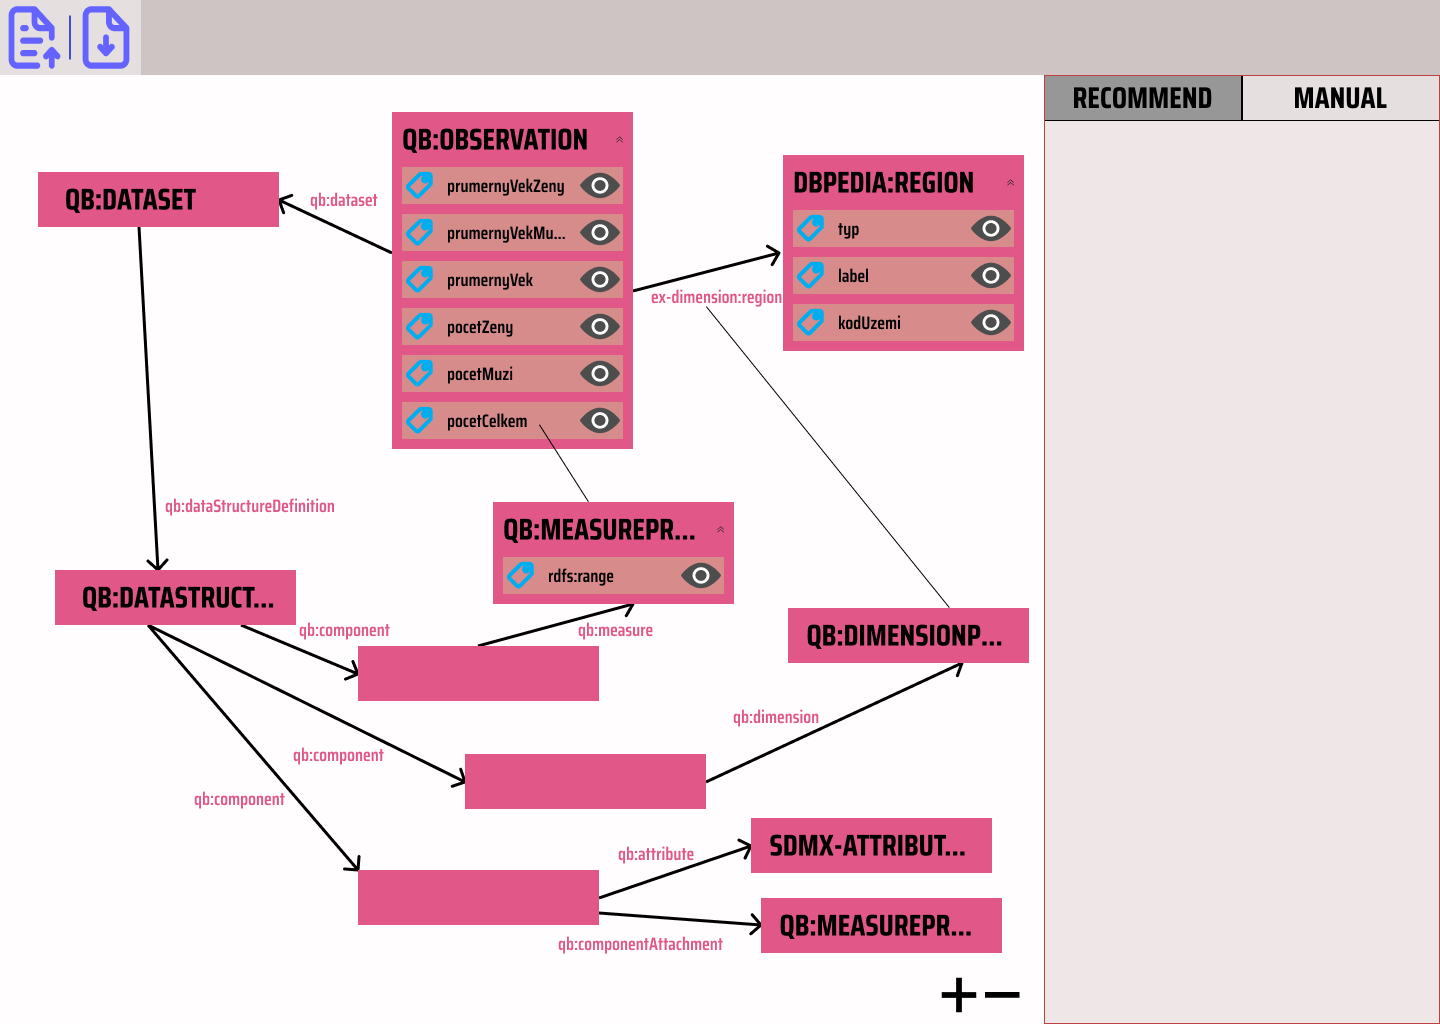 RECOMMEND
MANUAL
QB:OBSERVATION
prumernyVekZeny
prumernyVekMu...
prumernyVek
pocetZeny
pocetMuzi
pocetCelkem
DBPEDIA:REGION
typ
label
kodUzemi
QB:DATASET
qb:dataset
ex-dimension:region
qb:dataStructureDefinition
QB:MEASUREPR...
rdfs:range
QB:DATASTRUCT...
qb:component
qb:measure
QB:DIMENSIONP...
qb:dimension
qb:component
qb:component
SDMX-ATTRIBUT...
qb:attribute
QB:MEASUREPR...
qb:componentAttachment